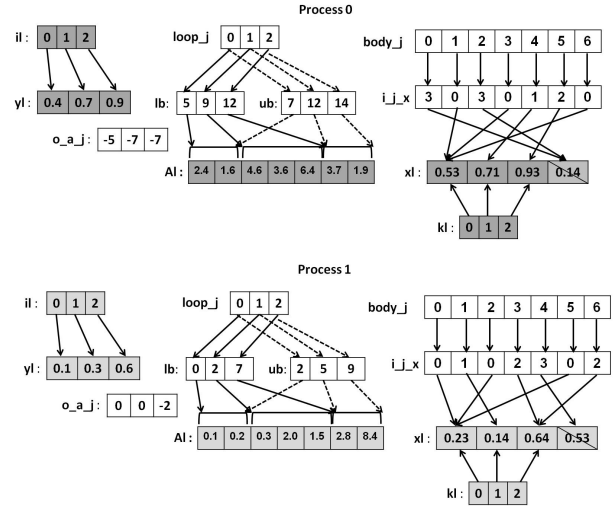 Process 0
il : 0 1 2
loop_j 0 1 2
body_j 0 1 2 3 4 5 6
yl : 0.4 0.7 0.9
lb: 5 9 12
ub: 7 12 14
i_j_x 3 0 3 0 1 2 0
o_a_j : -5 -7 -7
Al : 2.4 1.6 4.6 3.6 6.4 3.7 1.9
xl : 0.53 0.71 0.93 0.14
kl : 0 1 2
Process 1
il : 0 1 2
loop_j 0 1 2
body_j 0 1 2 3 4 5 6
yl : 0.1 0.3 0.6
lb: 0 2 7
ub: 2 5 9
i_j_x 0 1 0 2 3 0 2
o_a_j : 0 0 -2
Al : 0.1 0.2 0.3 2.0 1.5 2.8 8.4
xl : 0.23 0.14 0.64 0.53
kl : 0 1 2